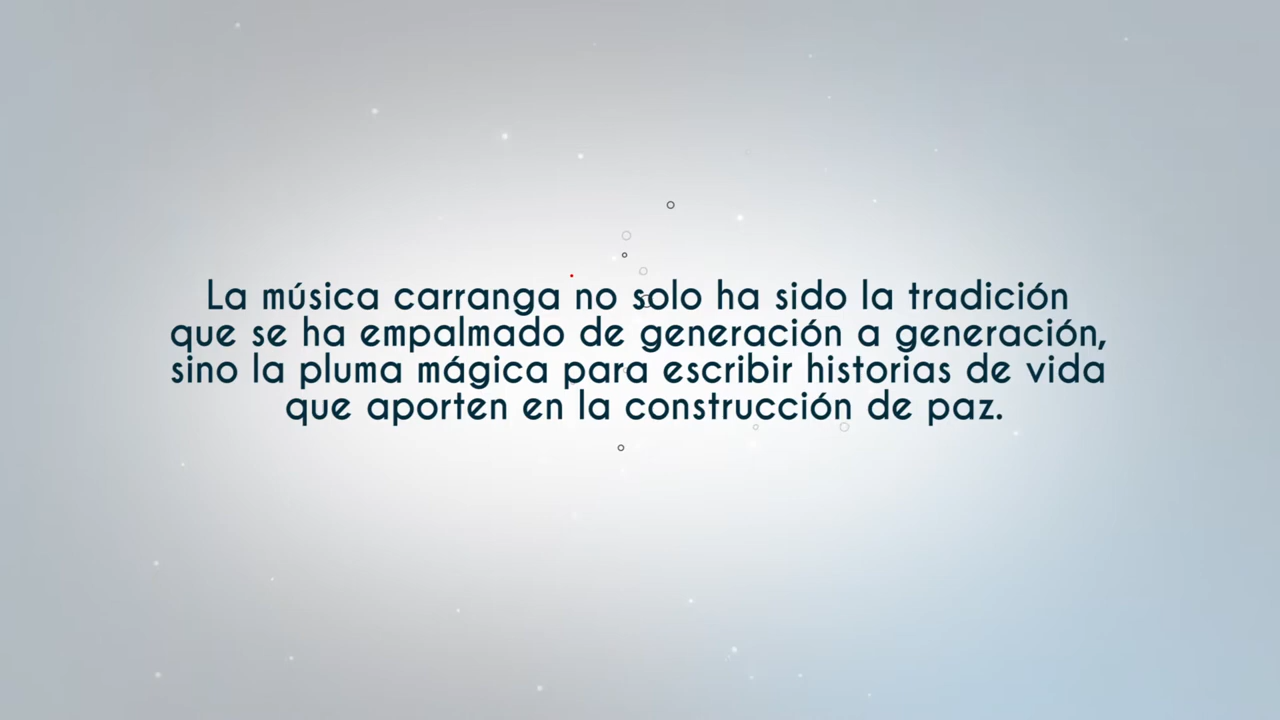 La música carranga no solo ha sido la tradición
que se ha empalmado de generación a generación,
sino la pluma mágica para escribir historias de vida
que aporten en la construcción de paz.